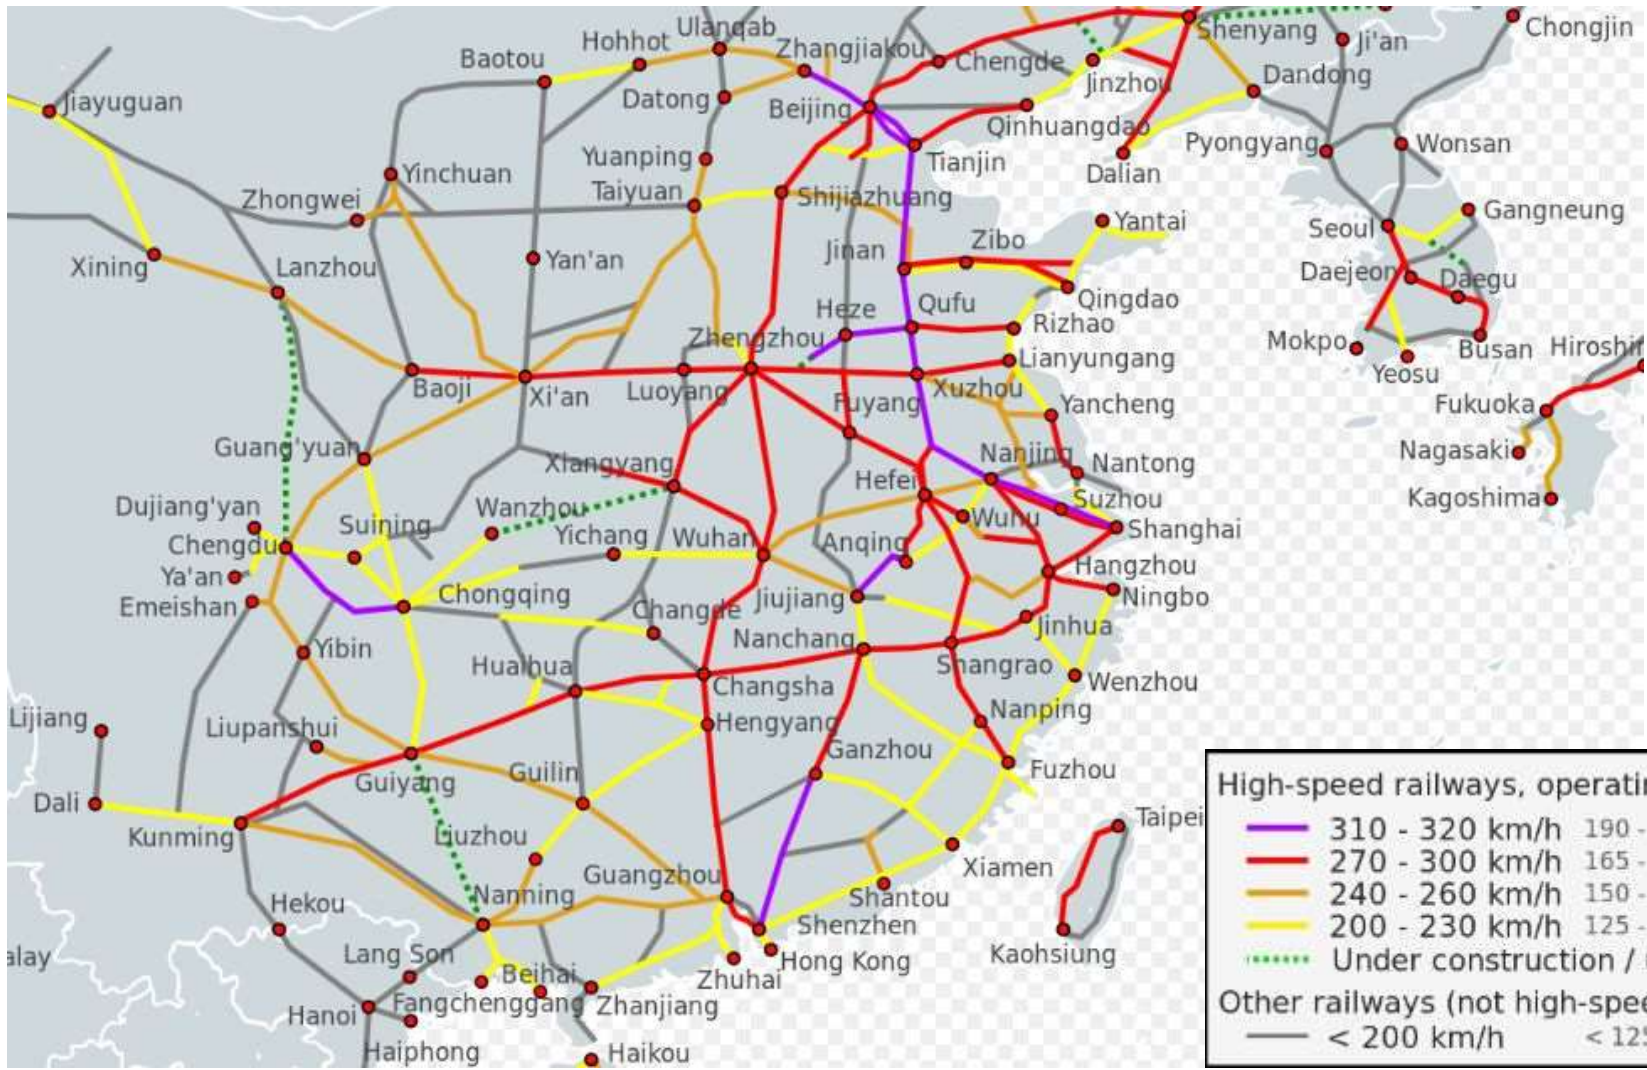 Ulanqab
Shenyang
Ji'an
Chongjin
Hohhot
Zhangjiakou
Baotou
Chengde
Jinzhou
Dandong
Jiayuguan
Datong
Beijing
Qinhuangdao
Pyongyang
Wonsan
Yuanping
Tianjin
Dalian
Yinchuan
Taiyuan
Shijiazhuang
Zhongwei
Yantai
Seoul
Gangneung
Xining
Lanzhou
Yan'an
Jinan
Zibo
Daejeon
Daegu
Qingdao
Heze
Qufu
Rizhao
Zhengzhou
Mokpo
Busan
Hiroshi
Lianyungang
Baoji
Xi'an
Luoyang
Xuzhou
Yeosu
Fuyang
Yancheng
Fukuoka
Guang'yuan
Xiangyang
Nanjing
Nantong
Nagasaki
Hefei
Suzhou
Kagoshima
Dujiang'yan
Suining
Wanzhou
Wuhu
Shanghai
Chengdu
Yichang
Wuhan
Anqing
Hangzhou
Ya'an
Emeishan
Chongqing
Changde
Jiujiang
Ningbo
Yibin
Nanchang
Jinhua
Huaihua
Shangrao
Changsha
Wenzhou
Lijiang
Liupanshui
Hengyang
Nanping
Ganzhou
Guiyang
Guilin
Fuzhou
Dali
Kunming
Liuzhou
Taipei
Guangzhou
Xiamen
Nanning
Shantou
Hekou
Shenzhen
Lang Son
Kaohsiung
alay
Hong Kong
Beihai
Zhuhai
Fangchenggang
Zhanjiang
Hanoi
Haiphong
Haikou
High-speed railways, operatin
310 - 320 km/h 190 -
270 - 300 km/h 165 -
240 - 260 km/h 150 -
200 - 230 km/h 125 -
Under construction /
Other railways (not high-spee
< 200 km/h < 125